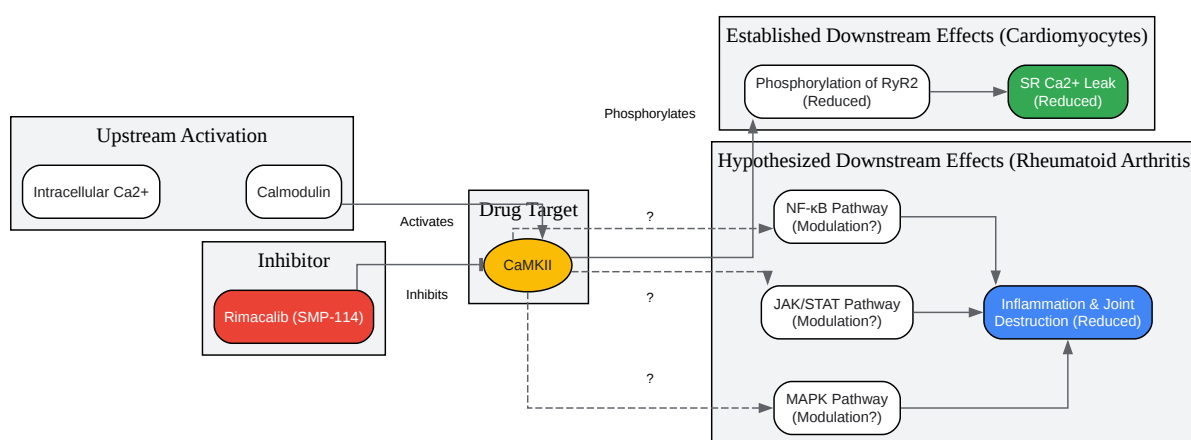 Established Downstream Effects (Cardiomyocytes)
Phosphorylation of RyR2
(Reduced)
SR Ca2+ Leak
(Reduced)
Phosphorylates
Upstream Activation
Intracellular Ca2+
Calmodulin
Activates
Drug Target
CaMKII
Inhibitor
Rimacalib (SMP-114)
Inhibits
Hypothesized Downstream Effects (Rheumatoid Arthritis
?
NF-κB Pathway
(Modulation?)
?
JAK/STAT Pathway
(Modulation?)
Inflammation & Joint
Destruction (Reduced)
?
MAPK Pathway
(Modulation?)